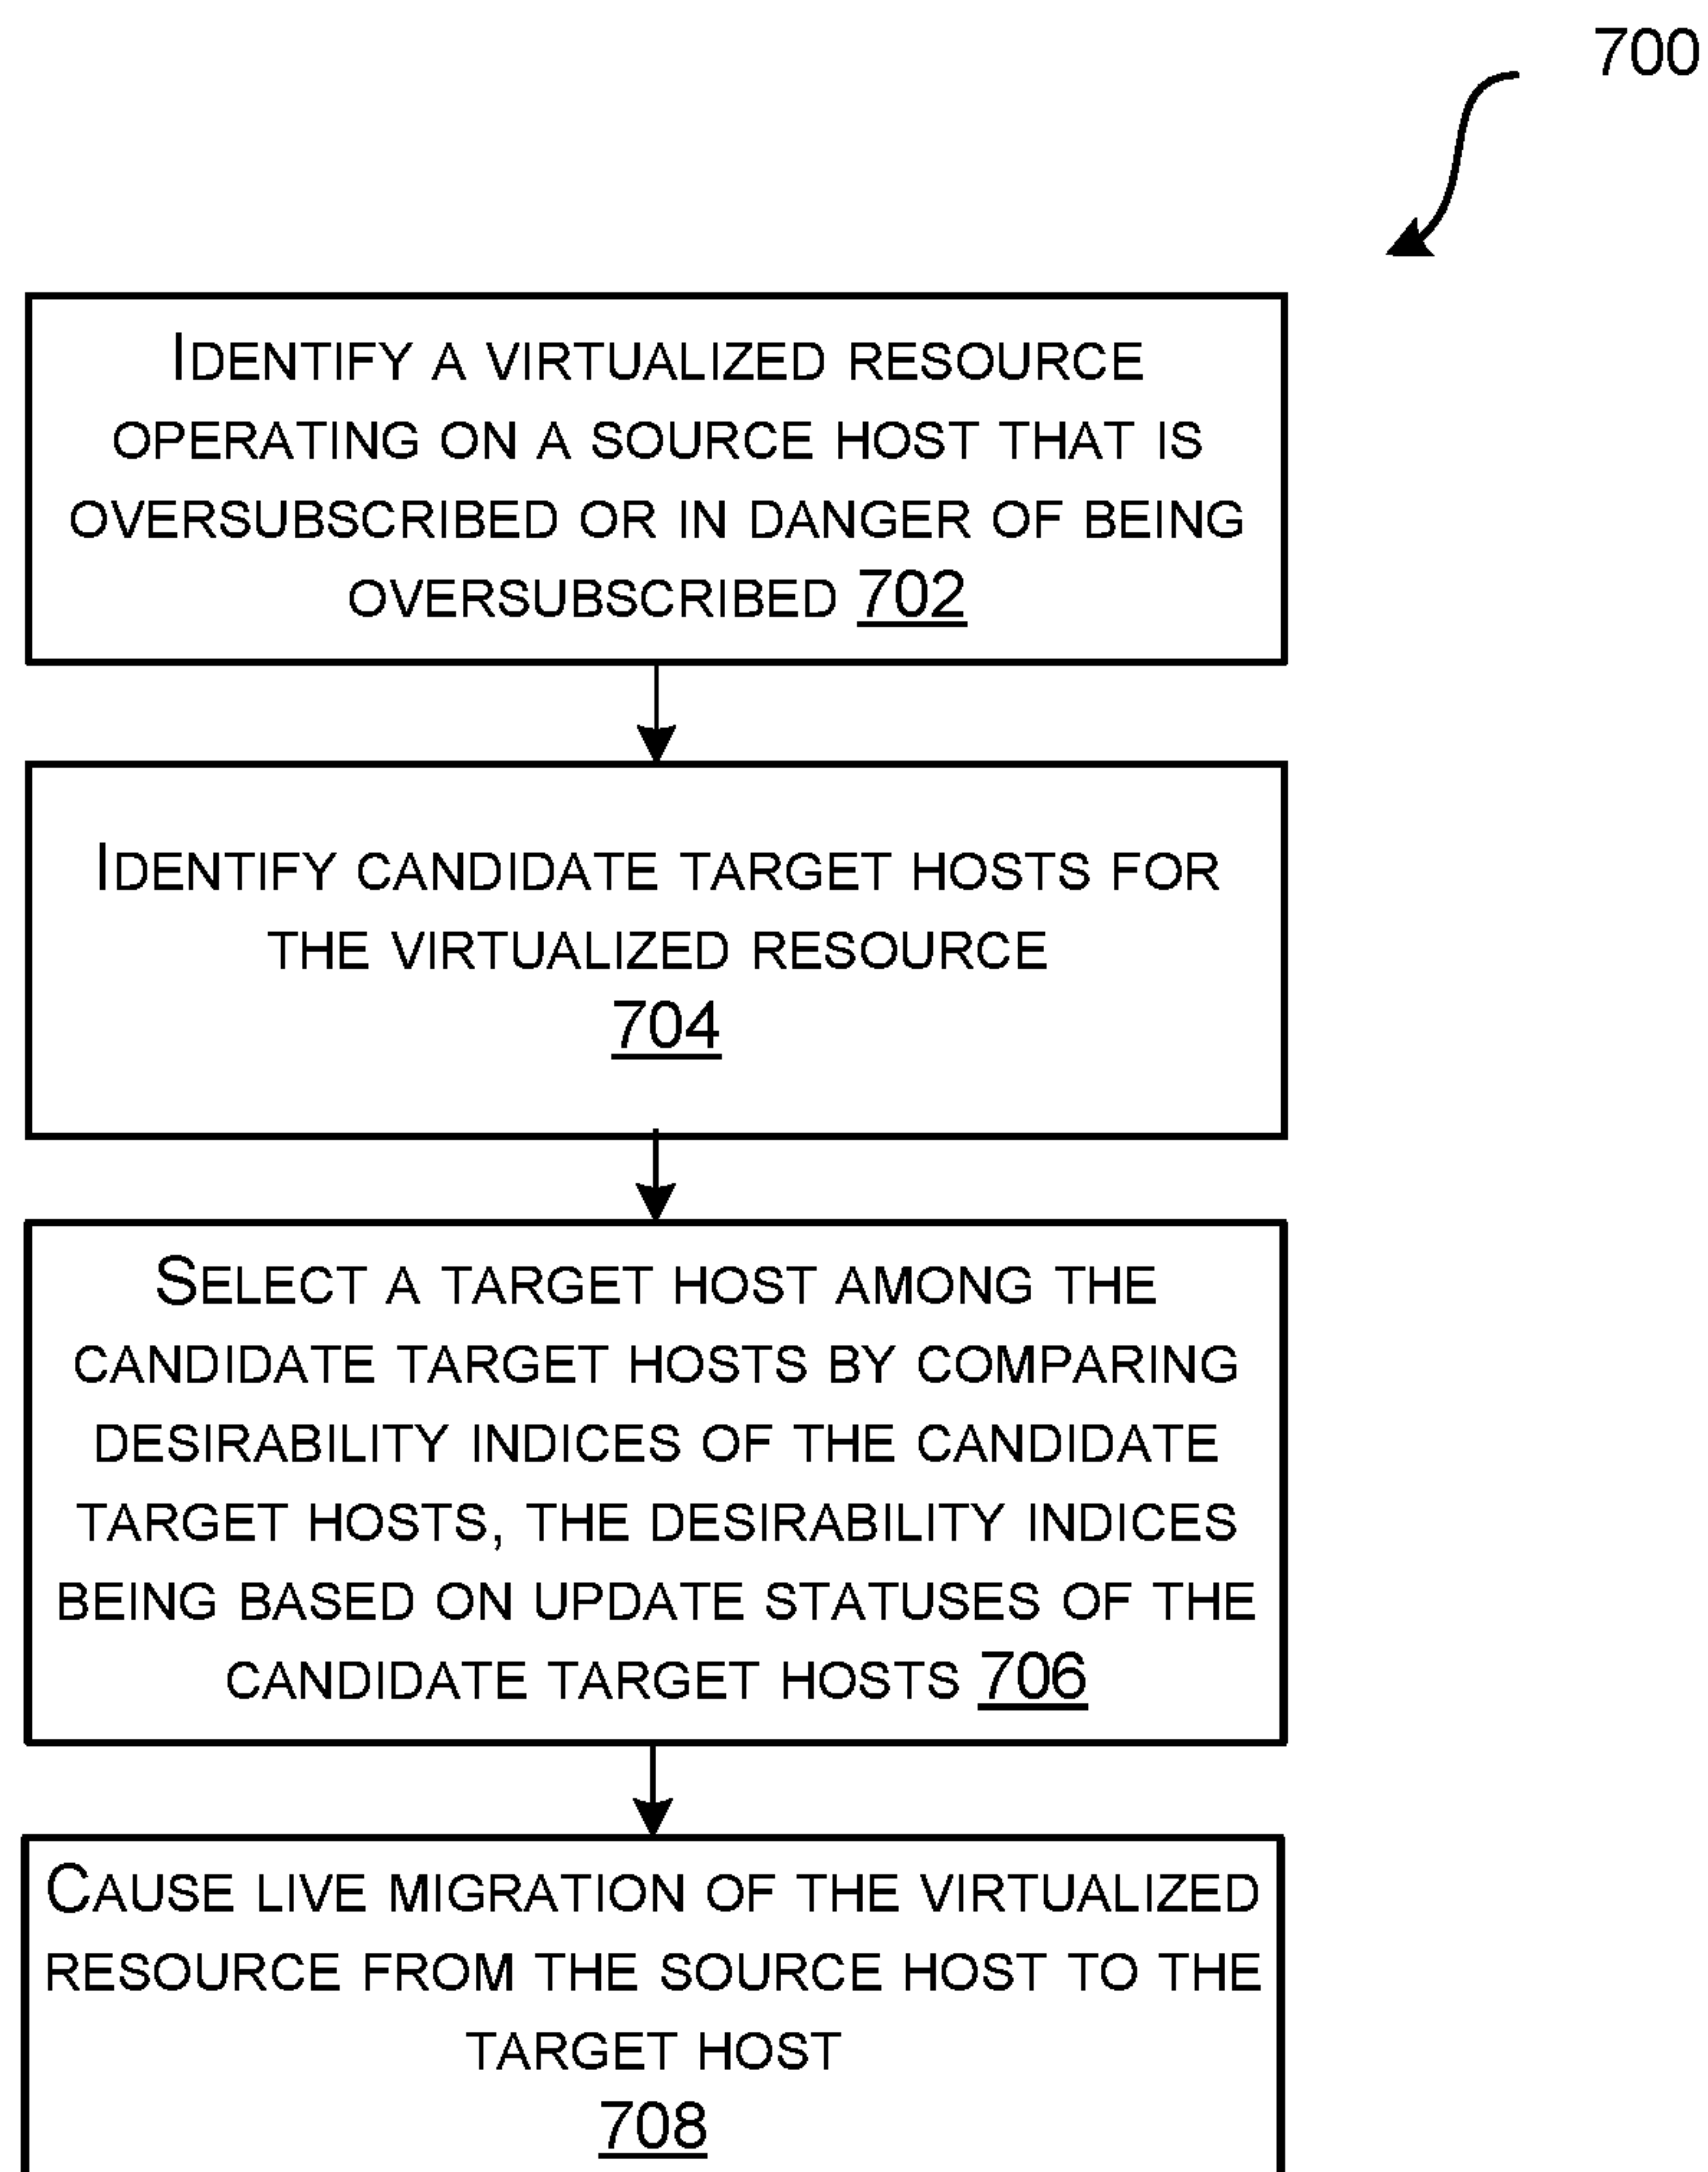 700
Identify a virtualized resource
operating on a source host that is
oversubscribed or in danger of being
oversubscribed 702
Identify candidate target hosts for
the virtualized resource
704
Select a target host among the
candidate target hosts by comparing
desirability indices of the candidate
target hosts, the desirability indices
being based on update statuses of the
candidate target hosts 706
Cause live migration of the virtualized
resource from the source host to the
target host
708